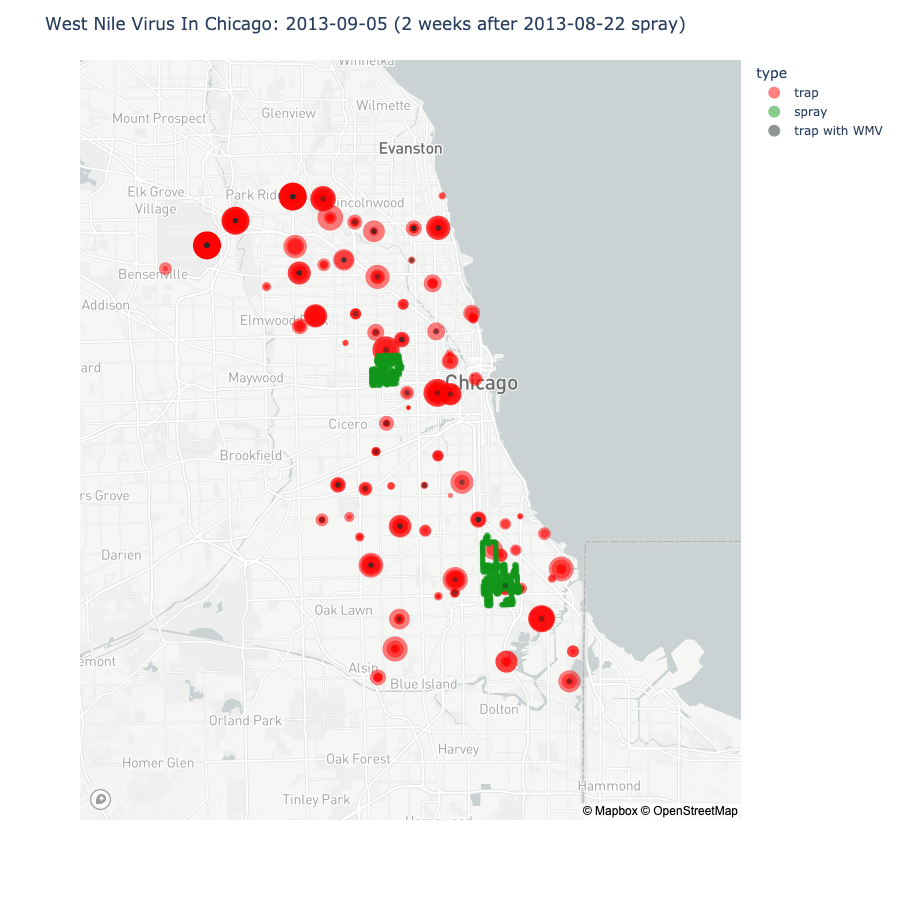 West Nile Virus In Chicago: 2013-09-05 (2 weeks after 2013-08-22 spray)
type
trap
spray
trap with WMV
Winnetka
Wilmette
Glenview
Mount Prospect
Evanston
Elk Grove
Village
Park Rid
incolnwood
Bensenville
Addison
Elmwood
ard
Maywood
Chicago
Cicero
Brookfield
rs Grove
Darien
Oak Lawn
emont
Alsip
Blue Island
Dolton
Orland Park
Harvey
Homer Glen
Oak Forest
Hammond
Tinley Park
© Mapbox © OpenStreetMap